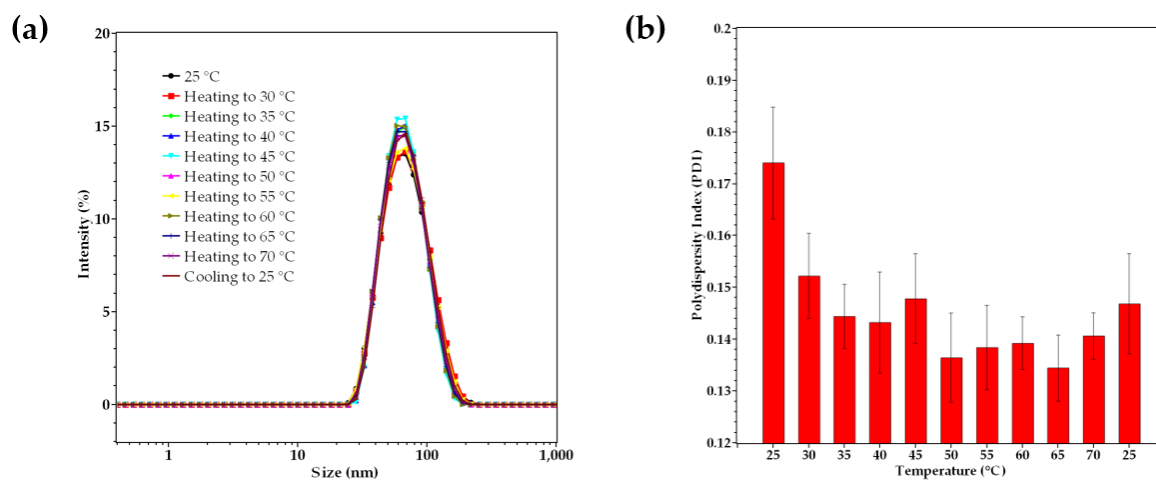 (a)
20
15
10
5
0
Intensity (%)
25 °C
Heating to 30 °C
Heating to 35 °C
Heating to 40 °C
Heating to 45 °C
Heating to 50 °C
Heating to 55 °C
Heating to 60 °C
Heating to 65 °C
Heating to 70 °C
Cooling to 25 °C
1 10 100 1,000
Size (nm)
(b)
0.2
0.19
0.18
0.17
0.16
0.15
0.14
0.13
0.12
Polydispersity Index (PDI)
25 30 35 40 45 50 55 60 65 70 25
Temperature (°C)